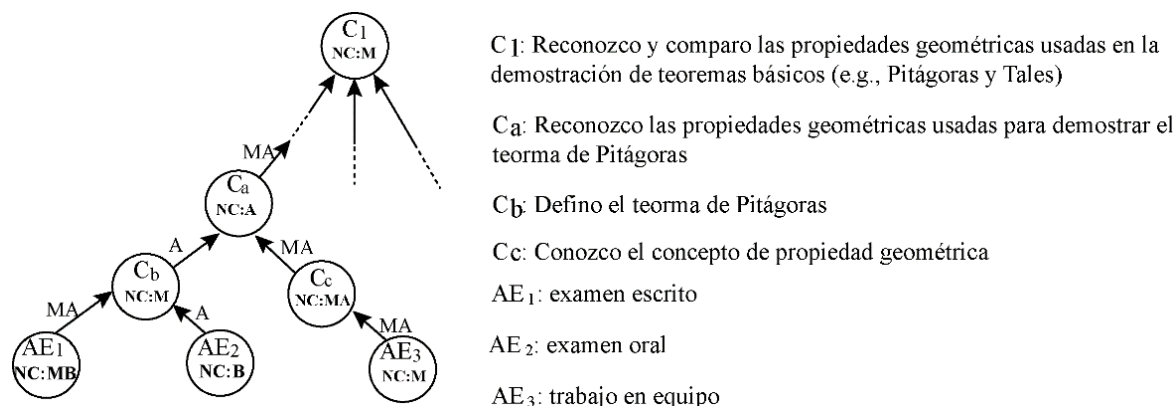 C1
NC:M
MA
Ca
NC:A
A
MA
Cb
NC:M
Cc
NC:MA
MA
A
MA
AE1
NC:MB
AE2
NC:B
AE3
NC:M
C1: Reconozco y comparo las propiedades geométricas usadas en la
demostración de teoremas básicos (e.g., Pitágoras y Tales)
Ca: Reconozco las propiedades geométricas usadas para demostrar el
teorma de Pitágoras
Cb: Defino el teorma de Pitágoras
Cc: Conozco el concepto de propiedad geométrica
AE1: examen escrito
AE2: examen oral
AE3: trabajo en equipo